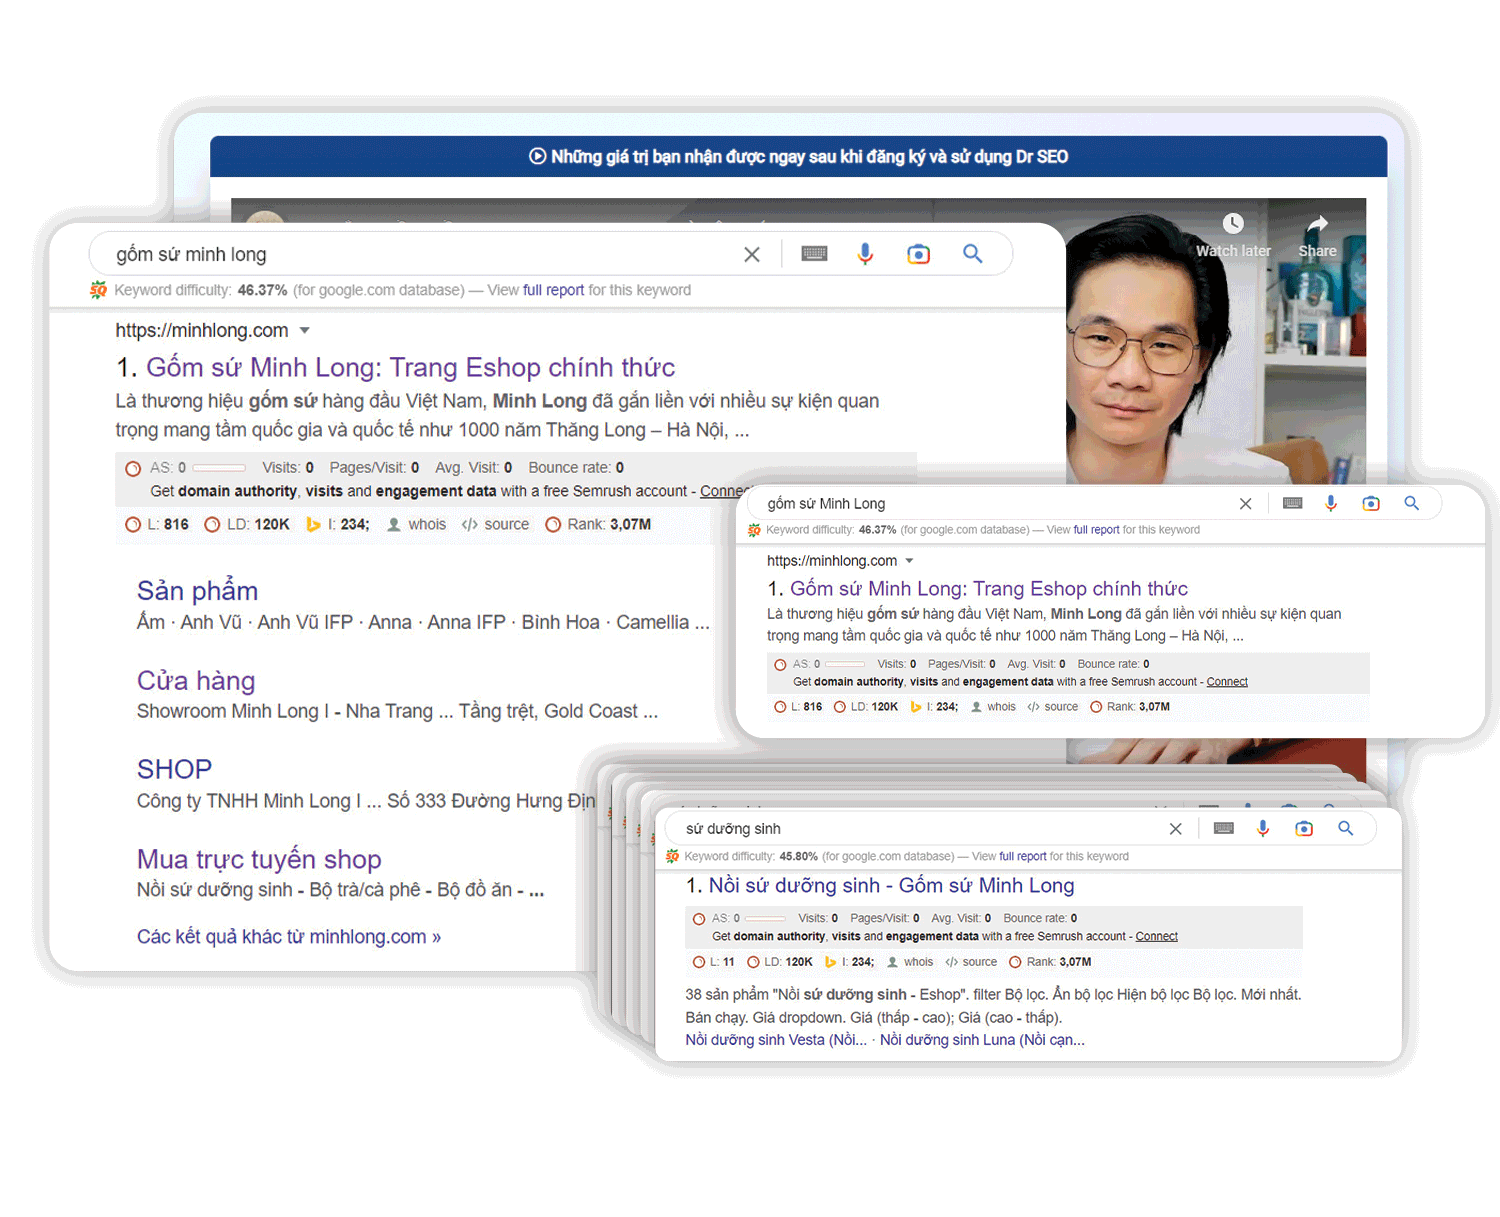 Những giá trị bạn nhận được ngay sau khi đăng ký và sử dụng Dr SEO
Watch later
Share
gốm sứ minh long
Keyword difficulty: 46.37% (for google.com database) — View full report for this keyword
https://minhlong.com
1. Gốm sứ Minh Long: Trang Eshop chính thức
Là thương hiệu gốm sứ hàng đầu Việt Nam, Minh Long đã gắn liền với nhiều sự kiện quan
trọng mang tầm quốc gia và quốc tế như 1000 năm Thăng Long – Hà Nội, ...
AS: 0 Visits: 0 Pages/Visit: 0 Avg. Visit: 0 Bounce rate: 0
Get domain authority, visits and engagement data with a free Semrush account - Connect
L: 816 LD: 120K I: 234; whois </> source Rank: 3,07M
Sản phẩm
Ấm · Anh Vũ · Anh Vũ IFP · Anna · Anna IFP · Bình Hoa · Camellia ...
Cửa hàng
Showroom Minh Long I - Nha Trang ... Tầng trệt, Gold Coast ...
SHOP
Công ty TNHH Minh Long I ... Số 333 Đường Hưng Địn
Mua trực tuyến shop
Nồi sứ dưỡng sinh - Bộ trà/cà phê - Bộ đồ ăn - ...
Các kết quả khác từ minhlong.com »
gốm sứ Minh Long
Keyword difficulty: 46.37% (for google.com database) — View full report for this keyword
https://minhlong.com
1. Gốm sứ Minh Long: Trang Eshop chính thức
Là thương hiệu gốm sứ hàng đầu Việt Nam, Minh Long đã gắn liền với nhiều sự kiện quan
trọng mang tầm quốc gia và quốc tế như 1000 năm Thăng Long – Hà Nội, ...
AS: 0 Visits: 0 Pages/Visit: 0 Avg. Visit: 0 Bounce rate: 0
Get domain authority, visits and engagement data with a free Semrush account - Connect
L: 816 LD: 120K I: 234; whois </> source Rank: 3,07M
sứ dưỡng sinh
Keyword difficulty: 45.80% (for google.com database) — View full report for this keyword
1. Nồi sứ dưỡng sinh - Gốm sứ Minh Long
AS: 0 Visits: 0 Pages/Visit: 0 Avg. Visit: 0 Bounce rate: 0
Get domain authority, visits and engagement data with a free Semrush account - Connect
L: 11 LD: 120K I: 234; whois </> source Rank: 3,07M
38 sản phẩm "Nồi sứ dưỡng sinh - Eshop". filter Bộ lọc. Ẩn bộ lọc Hiện bộ lọc Bộ lọc. Mới nhất.
Bán chạy. Giá dropdown. Giá (thấp - cao); Giá (cao - thấp).
Nồi dưỡng sinh Vesta (Nồi... · Nồi dưỡng sinh Luna (Nồi cạn...